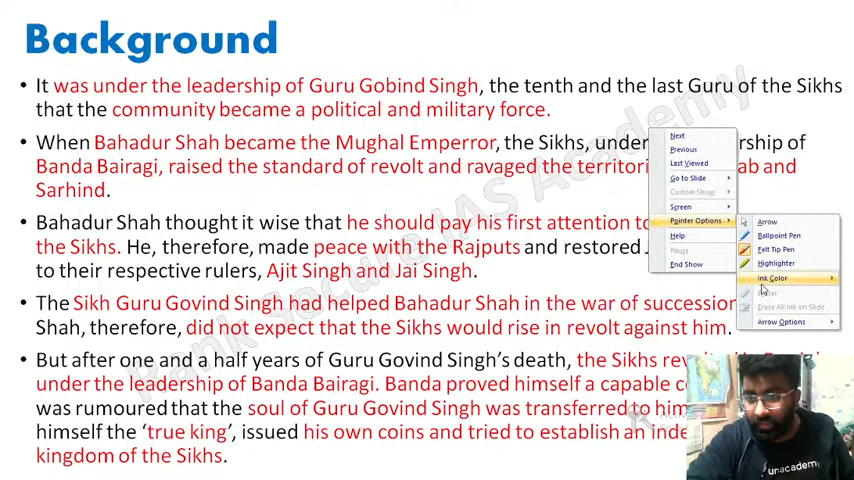 Background
• It was under the leadership of Guru Gobind Singh, the tenth and the last Guru of the Sikhs
that the community became a political and military force.
• When Bahadur Shah became the Mughal Emperror, the Sikhs, under
rship of
Banda Bairagi, raised the standard of revolt and ravaged the territori
ab and
Sarhind.
• Bahadur Shah thought it wise that he should pay his first attention to
the Sikhs. He, therefore, made peace with the Rajputs and restored J
to their respective rulers, Ajit Singh and Jai Singh.
• The Sikh Guru Govind Singh had helped Bahadur Shah in the war of succession
Shah, therefore, did not expect that the Sikhs would rise in revolt against him.
• But after one and a half years of Guru Govind Singh's death, the Sikhs
under the leadership of Banda Bairagi. Banda proved himself a capable
was rumoured that the soul of Guru Govind Singh was transferred to him
himself the 'true king', issued his own coins and tried to establish an
kingdom of the Sikhs.
Next
Previous
Last Viewed
Go to Slide
Custom Show
Screen
Pointer Options
Help
Pause
End Show
Arrow
Ballpoint Pen
Felt Tip Pen
Highlighter
Ink Color
Eraser
Erase All Ink on Slide
Arrow Options
Rank Secure IAS Academy
unacademy